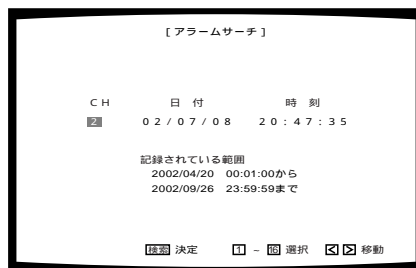 [アラームサーチ]
CH 日 付 時 刻
2 02/07/08 20:47:35
記録されている範囲
2002/04/20 00:01:00から
2002/09/26 23:59:59まで
検索 決定 1 ~ 16 選択 < > 移動